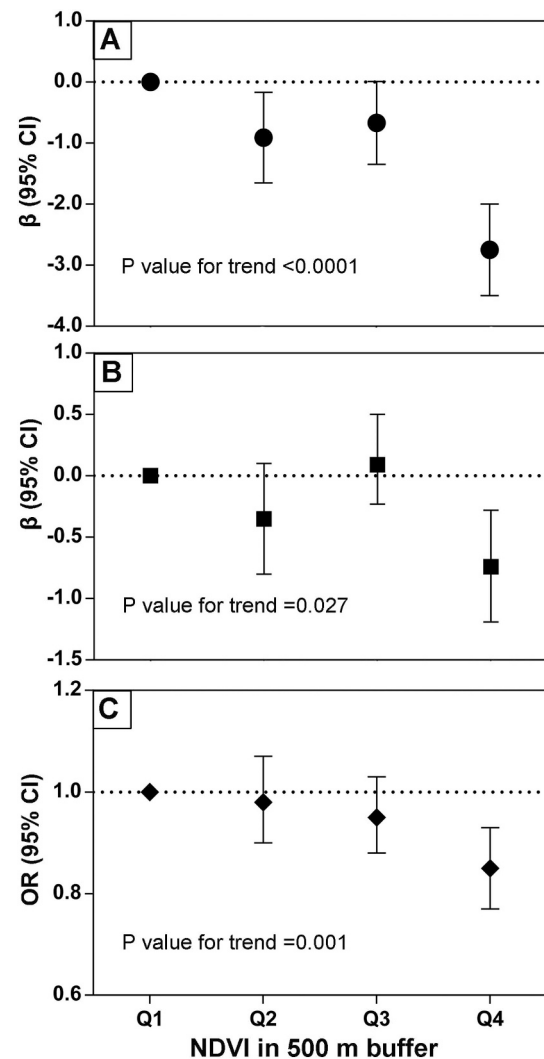 A
1.0
0.0
-1.0
-2.0
-3.0
-4.0
β (95% CI)
P value for trend <0.0001
B
1.0
0.5
0.0
-0.5
-1.0
-1.5
β (95% CI)
P value for trend =0.027
C
1.2
1.0
0.8
0.6
OR (95% CI)
P value for trend =0.001
Q1 Q2 Q3 Q4
NDVI in 500 m buffer